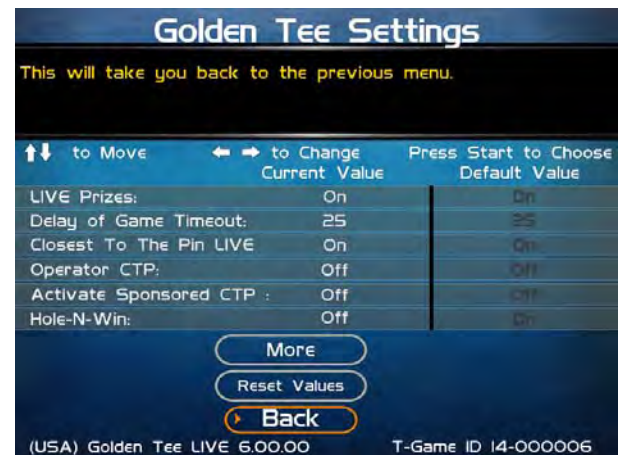 Golden Tee Settings
This will take you back to the previous menu.
to Move to Change Press Start to Choose
Current Value Default Value
LIVE Prizes: On On
Delay of Game Timeout: 25 25
Closest To The Pin LIVE On On
Operator CTP: Off Off
Activate Sponsored CTP : Off Off
Hole-N-Win: Off On
More
Reset Values
Back
(USA) Golden Tee LIVE 6.00.00 T-Game ID 14-000006